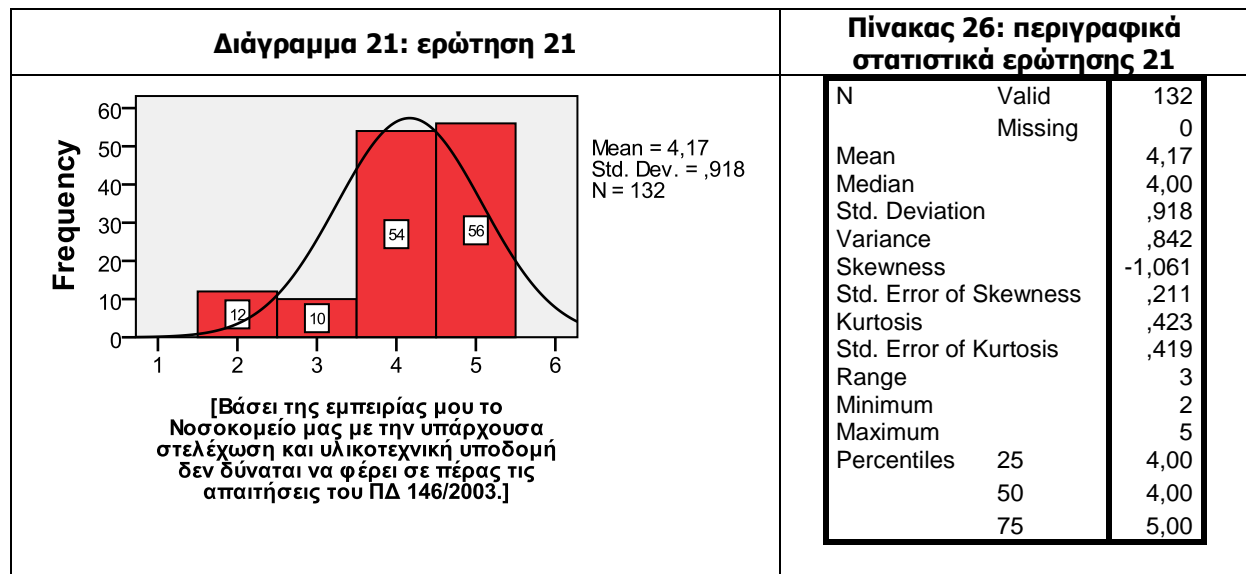 Διάγραμμα 21: ερώτηση 21
60
50
40
30
20
10
0
Frequency
12
10
54
56
1 2 3 4 5 6
Mean = 4,17
Std. Dev. = ,918
N = 132
[Βάσει της εμπειρίας μου το
Νοσοκομείο μας με την υπάρχουσα
στελέχωση και υλικοτεχνική υποδομή
δεν δύναται να φέρει σε πέρας τις
απαιτήσεις του ΠΔ 146/2003.]
Πίνακας 26: περιγραφικά
στατιστικά ερώτησης 21
N Valid 132
Missing 0
Mean 4,17
Median 4,00
Std. Deviation ,918
Variance ,842
Skewness -1,061
Std. Error of Skewness ,211
Kurtosis ,423
Std. Error of Kurtosis ,419
Range 3
Minimum 2
Maximum 5
Percentiles 25 4,00
50 4,00
75 5,00